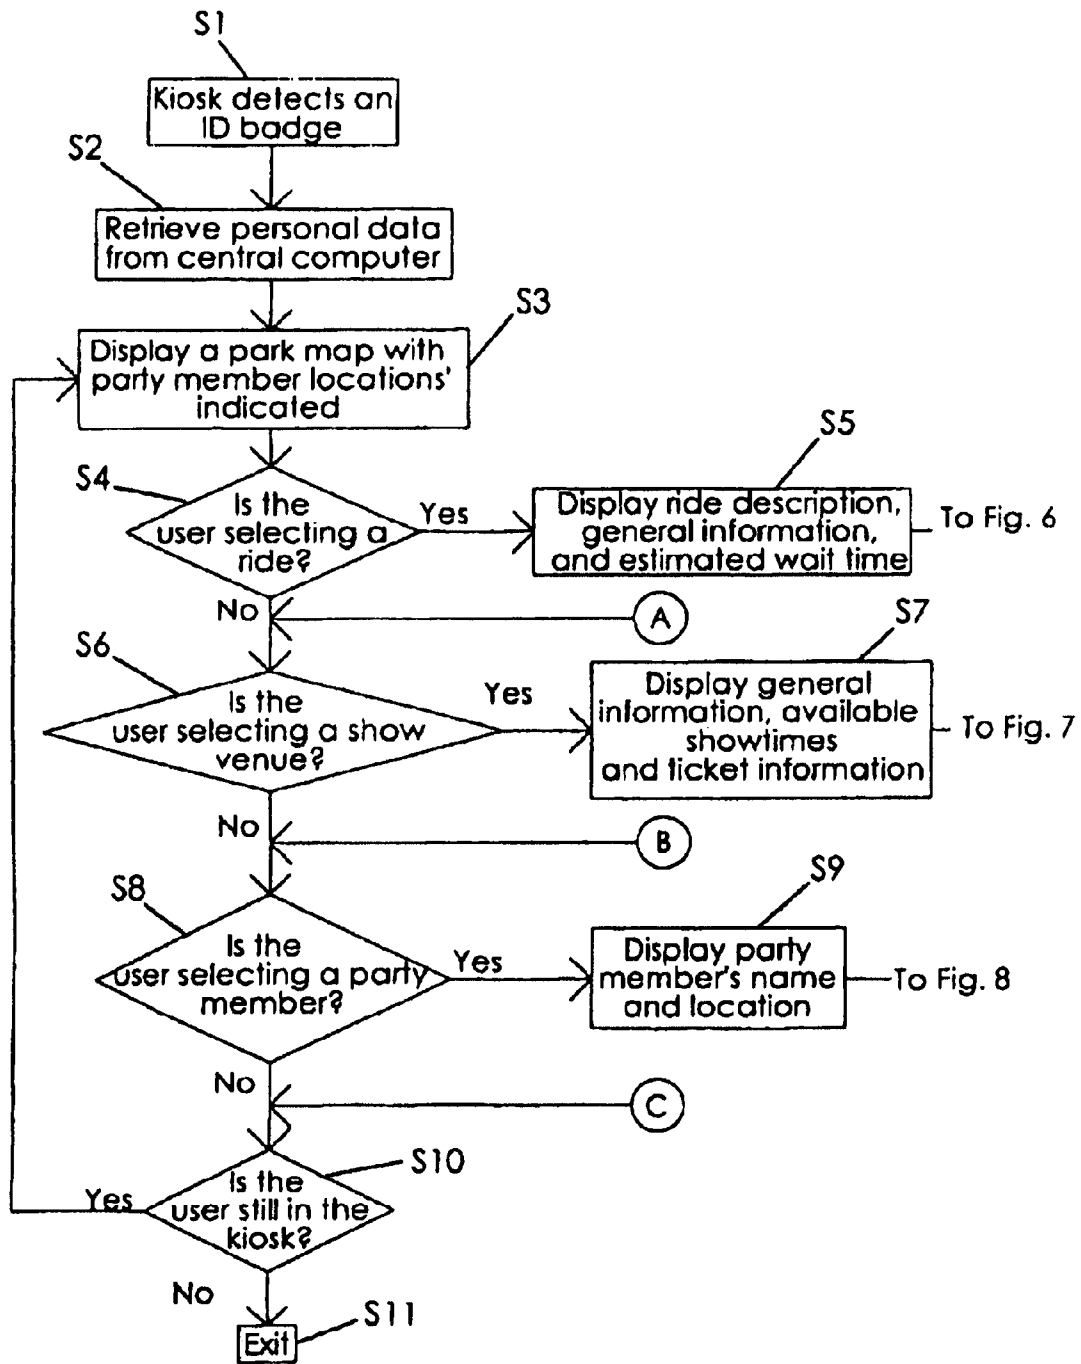 S1
Kiosk detects an
ID badge
S2
Retrieve personal data
from central computer
S3
Display a park map with
party member locations'
indicated
S4
Is the
user selecting a
ride?
Yes
S5
Display ride description,
general information,
and estimated wait time
To Fig. 6
No
A
S6
Is the
user selecting a show
venue?
Yes
S7
Display general
information, available
showtimes
and ticket information
To Fig. 7
No
B
S8
Is the
user selecting a party
member?
Yes
S9
Display party
member's name
and location
To Fig. 8
No
C
S10
Is the
user still in the
kiosk?
Yes
No
S11
Exit